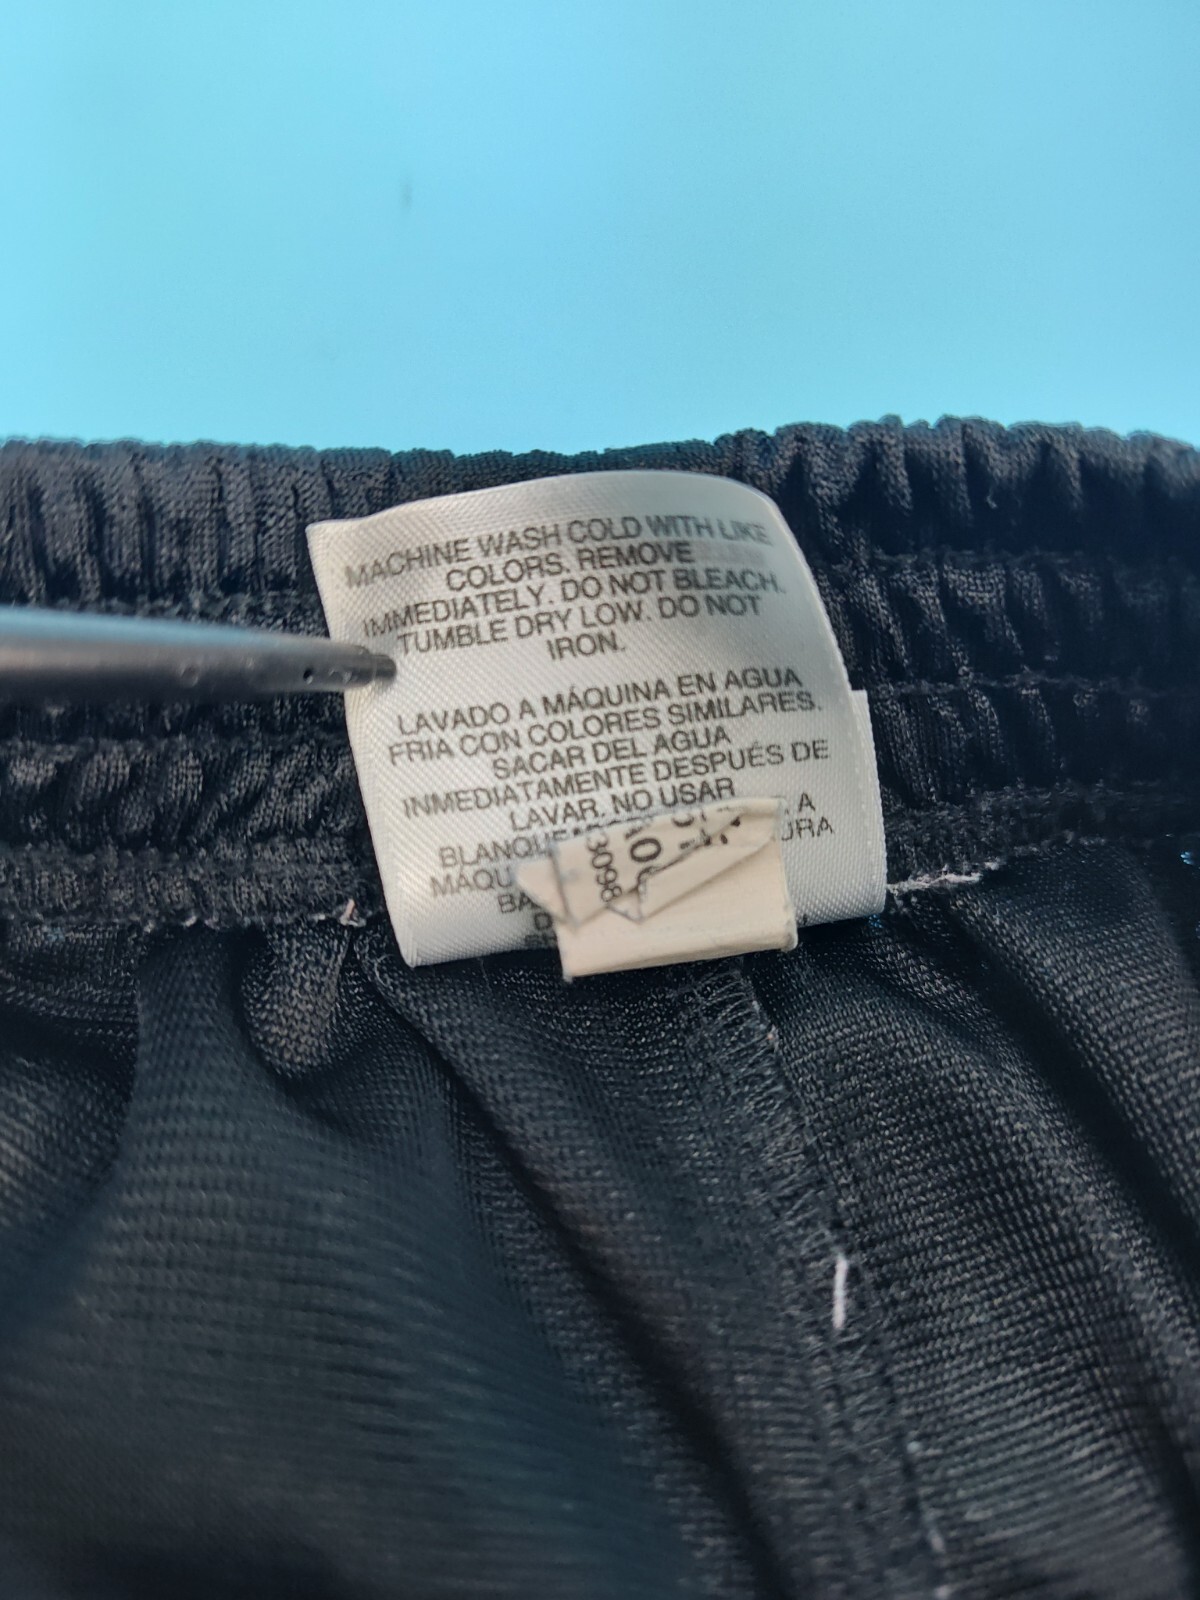 MACHINE WASH COLD WITH LIKE
COLORS. REMOVE
IMMEDIATELY. DO NOT BLEACH.
TUMBLE DRY LOW. DO NOT
IRON.
LAVADO A MÁQUINA EN AGUA
FRIA CON COLORES SIMILARES.
SACAR DEL AGUA
INMEDIATAMENTE DESPUÉS DE
LAVAR. NO USAR
A